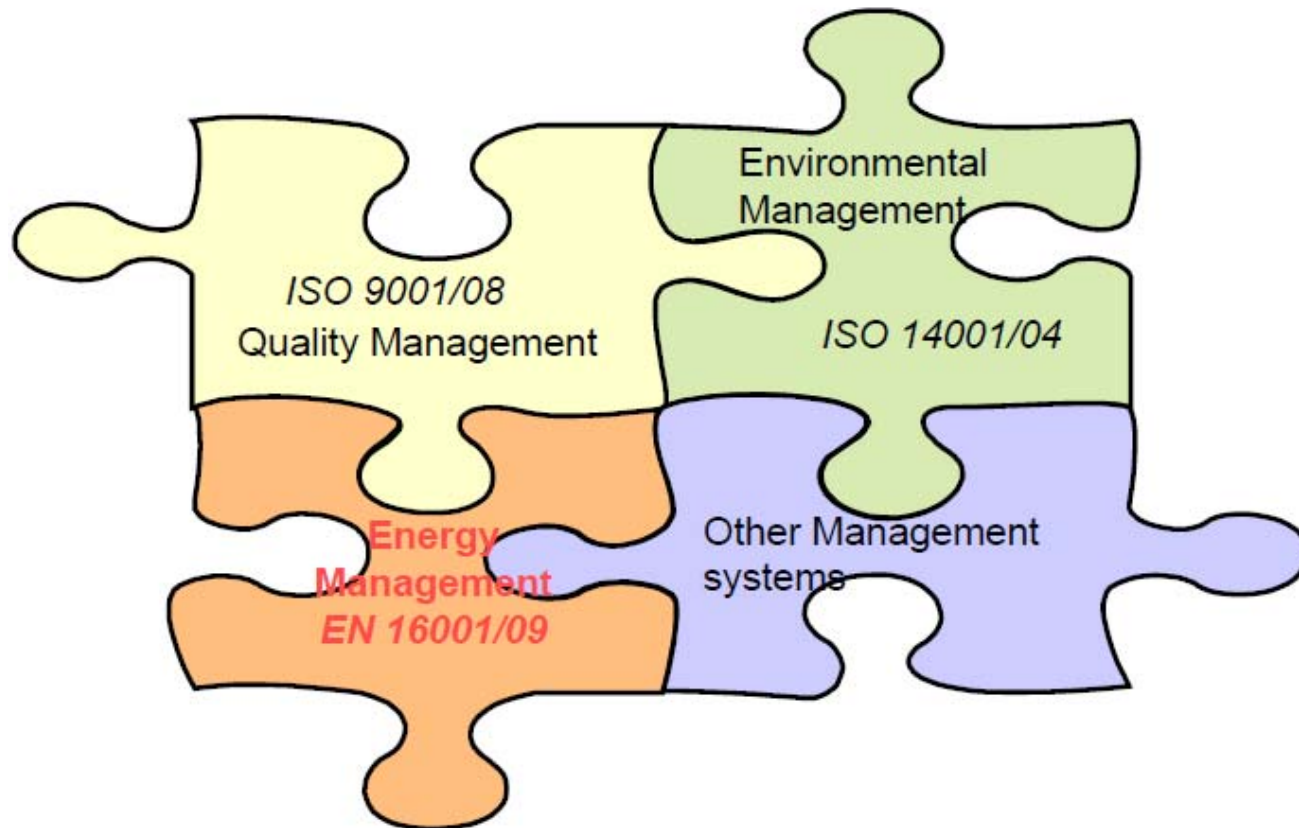 Environmental
Management
ISO 9001/08
Quality Management
ISO 14001/04
Energy
Management
EN 16001/09
Other Management
systems